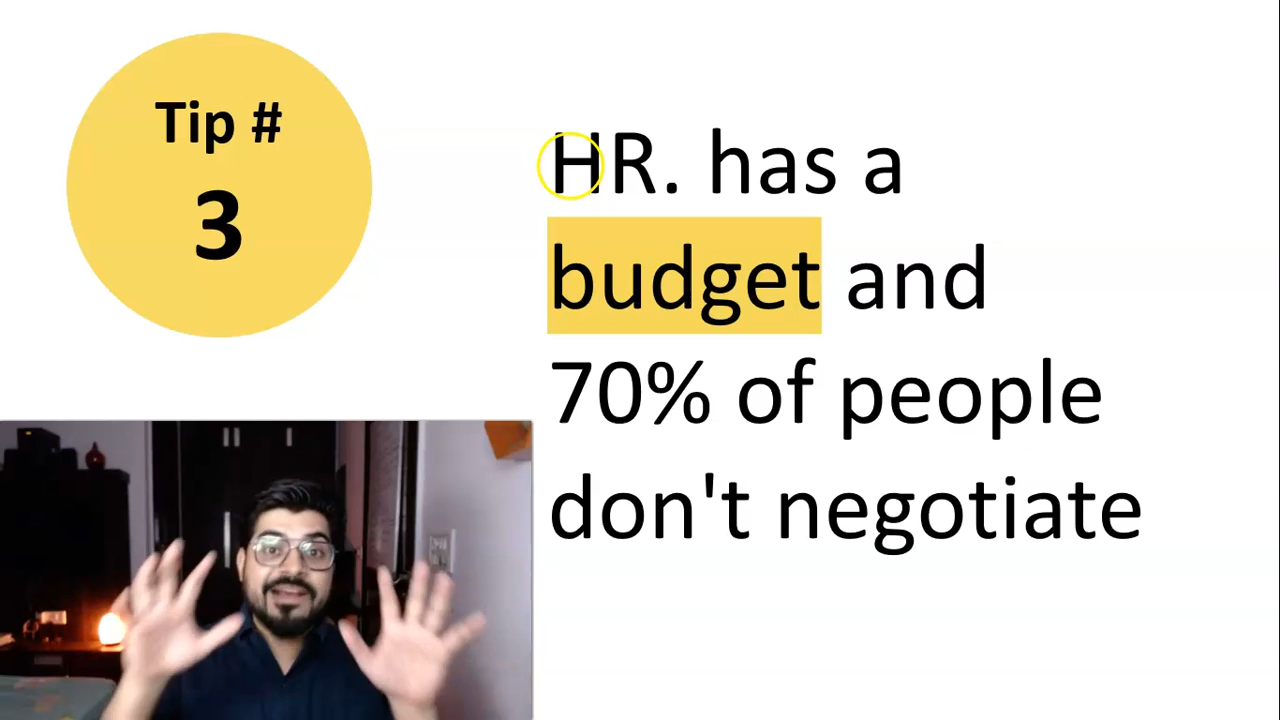 Tip #
3
HR. has a
budget and
70% of people
don't negotiate